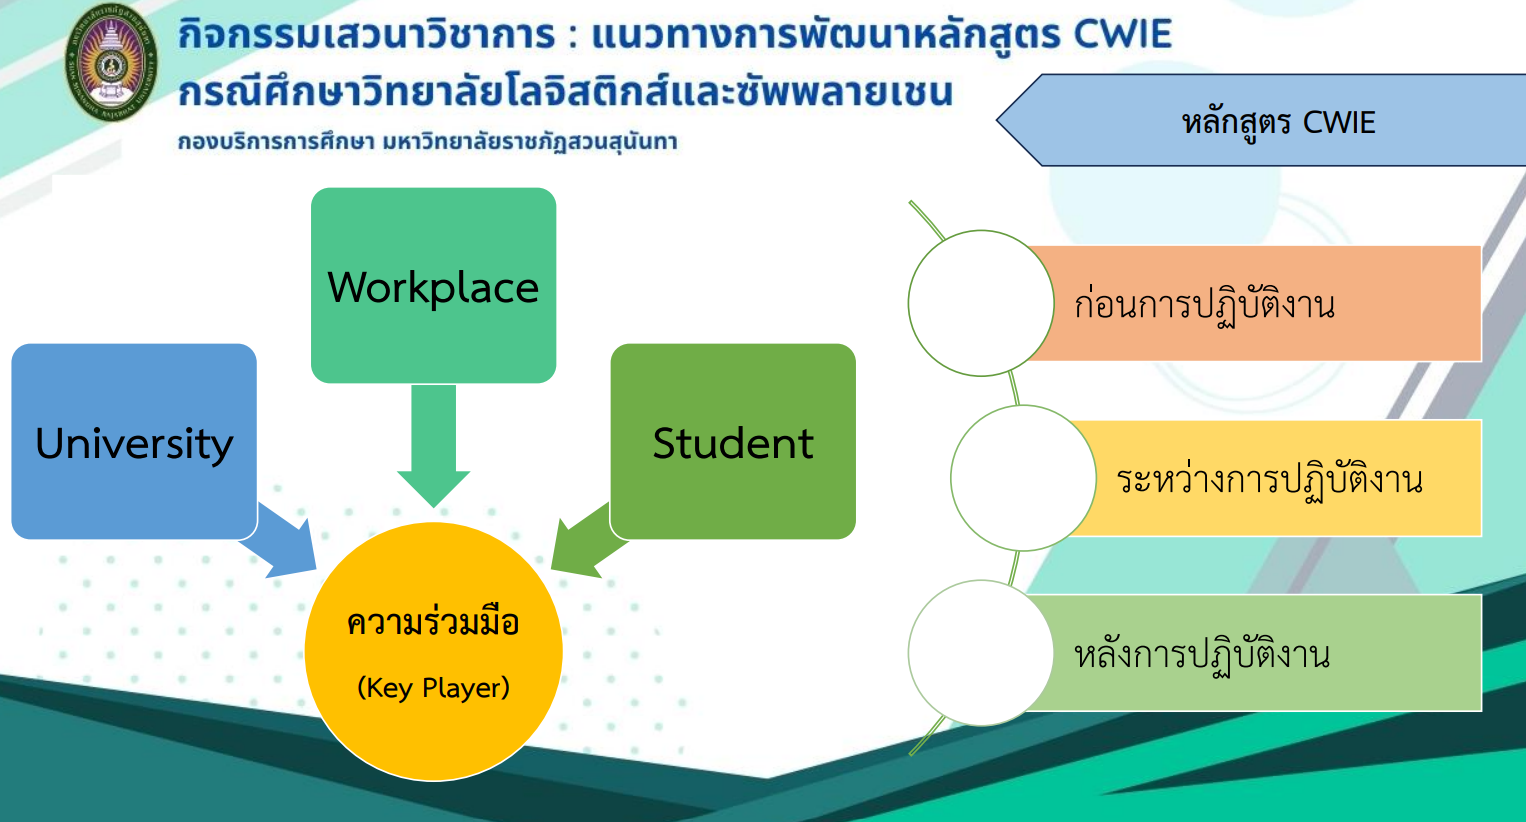 กิจกรรมเสวนาวิชาการ : แนวทางการพัฒนาหลักสูตร CWIE
กรณีศึกษาวิทยาลัยโลจิสติกส์และซัพพลายเชน
กองบริการการศึกษา มหาวิทยาลัยราชภัฏสวนสุนันทา
หลักสูตร CWIE
Workplace
University
Student
ความร่วมมือ
(Key Player)
ก่อนการปฏิบัติงาน
ระหว่างการปฏิบัติงาน
หลังการปฏิบัติงาน